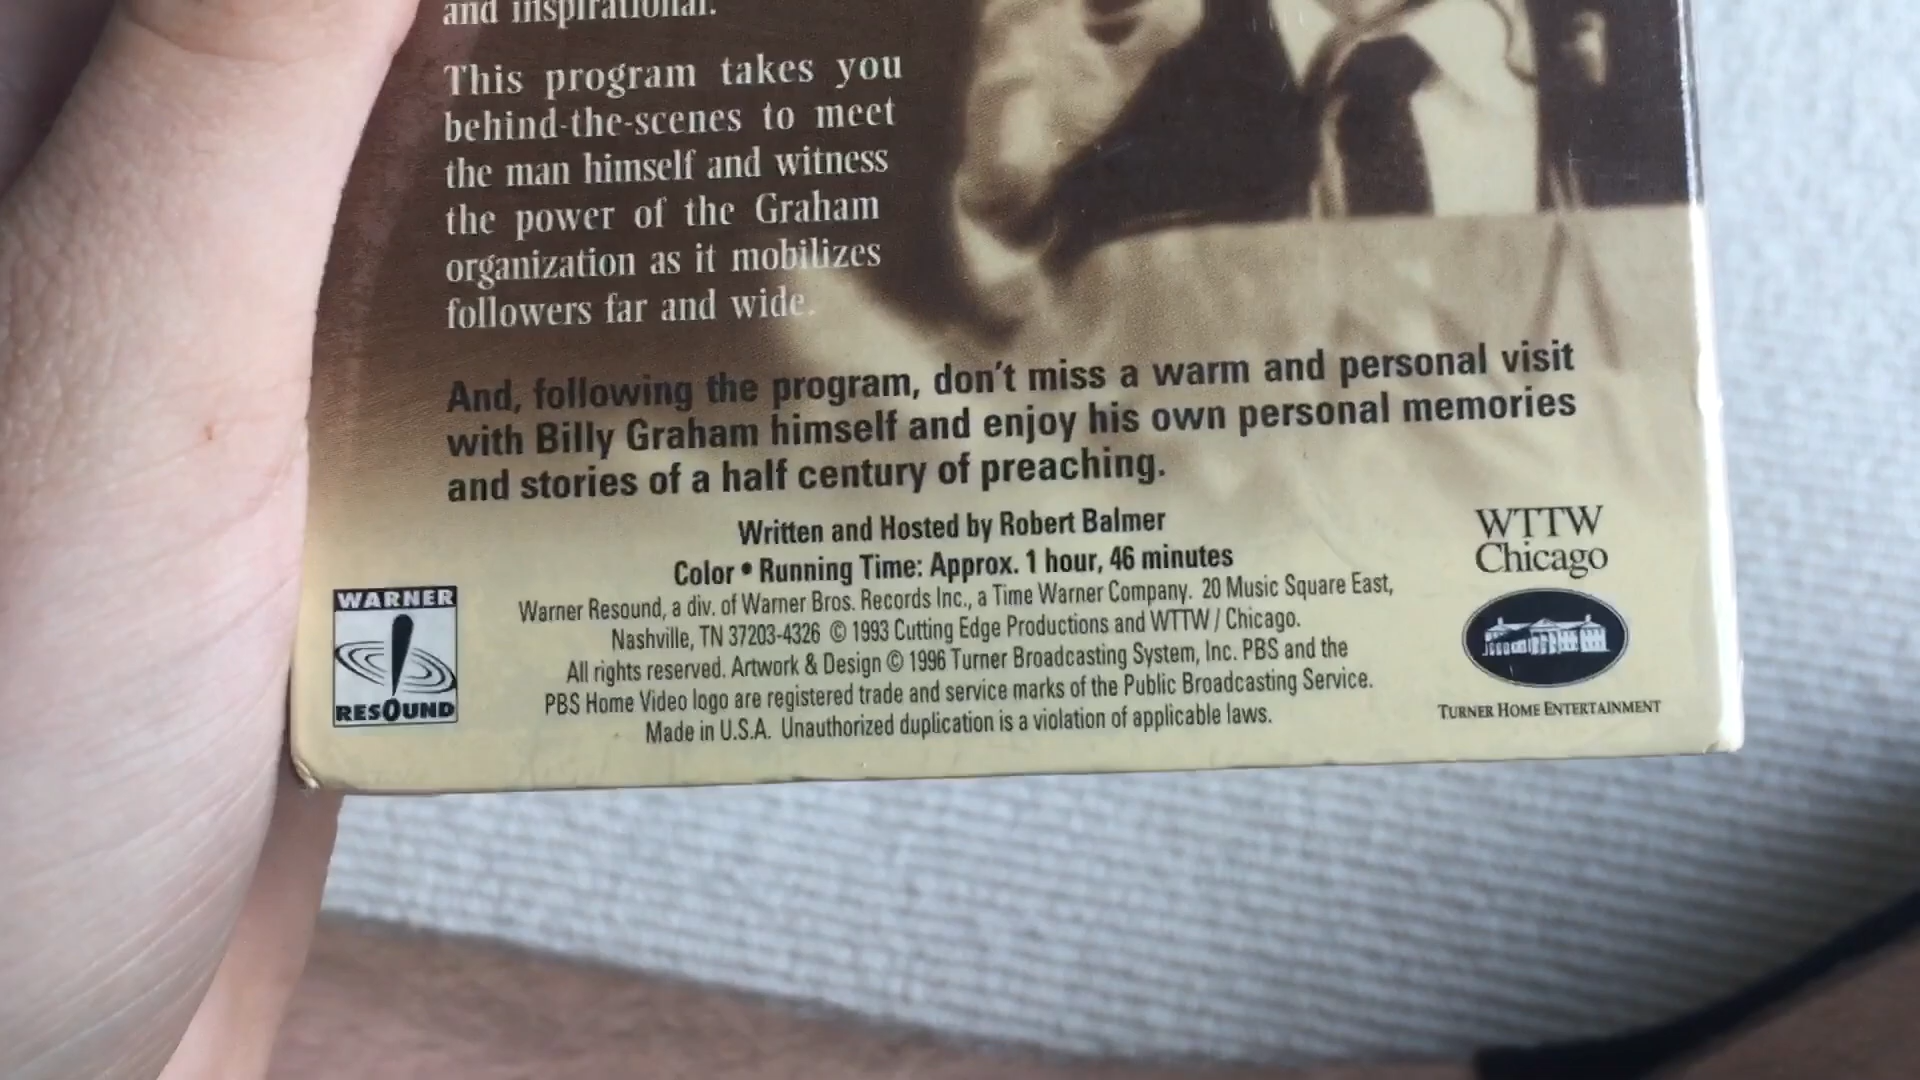 and inspirational.
This program takes you
behind-the-scenes to meet
the man himself and witness
the power of the Graham
organization as it mobilizes
followers far and wide.
And, following the program, don't miss a warm and personal visit
with Billy Graham himself and enjoy his own personal memories
and stories of a half century of preaching.
Written and Hosted by Robert Balmer
Color • Running Time: Approx. 1 hour, 46 minutes
Warner Resound, a div. of Warner Bros. Records Inc., a Time Warner Company. 20 Music Square East,
Nashville, TN 37203-4326 © 1993 Cutting Edge Productions and WTTW / Chicago.
All rights reserved. Artwork & Design © 1996 Turner Broadcasting System, Inc. PBS and the
PBS Home Video logo are registered trade and service marks of the Public Broadcasting Service.
Made in U.S.A. Unauthorized duplication is a violation of applicable laws.
WARNER
RESOUND
WTTW
Chicago
TURNER HOME ENTERTAINMENT